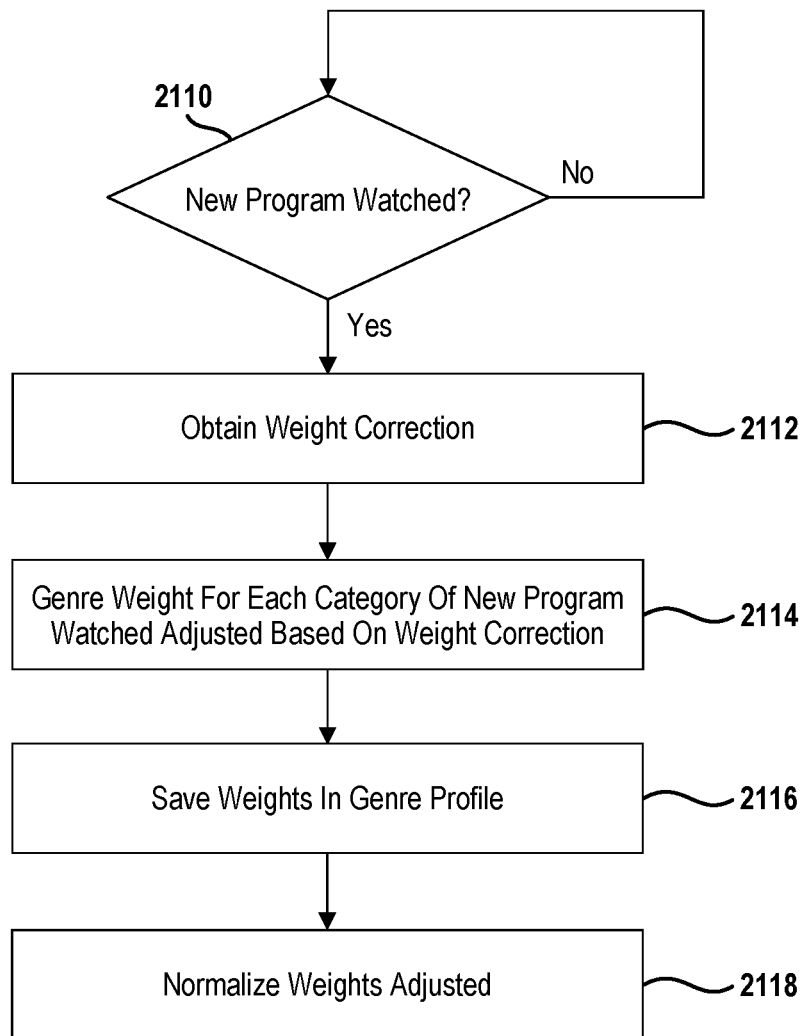 2110
New Program Watched?
No
Yes
Obtain Weight Correction
2112
Genre Weight For Each Category Of New Program
Watched Adjusted Based On Weight Correction
2114
Save Weights In Genre Profile
2116
Normalize Weights Adjusted
2118